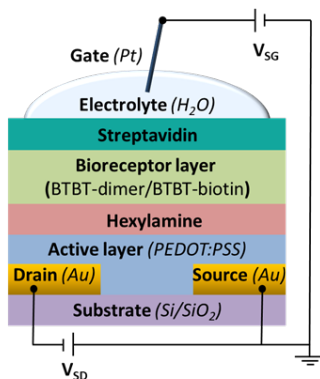 V_SG
Gate (Pt)
Electrolyte (H₂O)
Streptavidin
Bioreceptor layer
(BTBT-dimer/BTBT-biotin)
Hexylamine
Active layer (PEDOT:PSS)
Drain (Au) Source (Au)
Substrate (Si/SiO₂)
V_SD